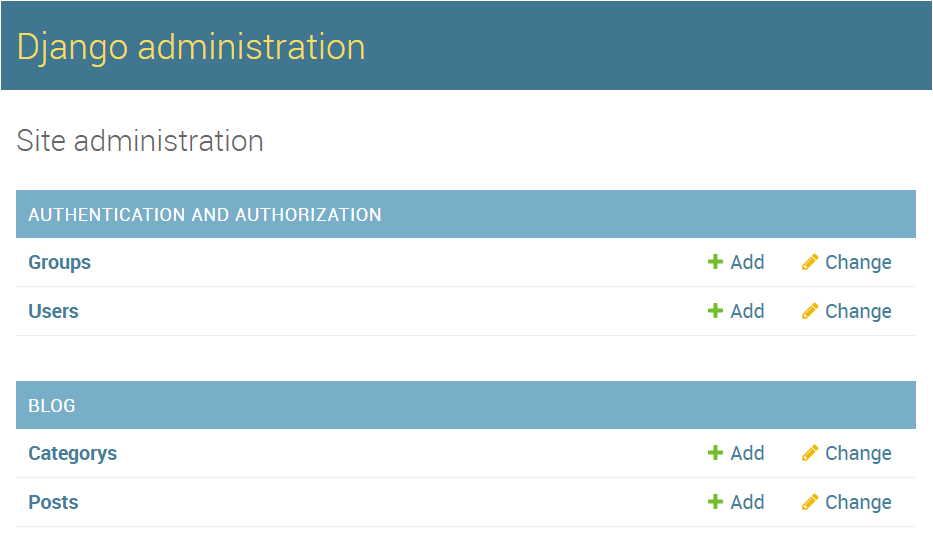 Django administration
Site administration
AUTHENTICATION AND AUTHORIZATION
Groups Add Change
Users Add Change
BLOG
Categorys Add Change
Posts Add Change